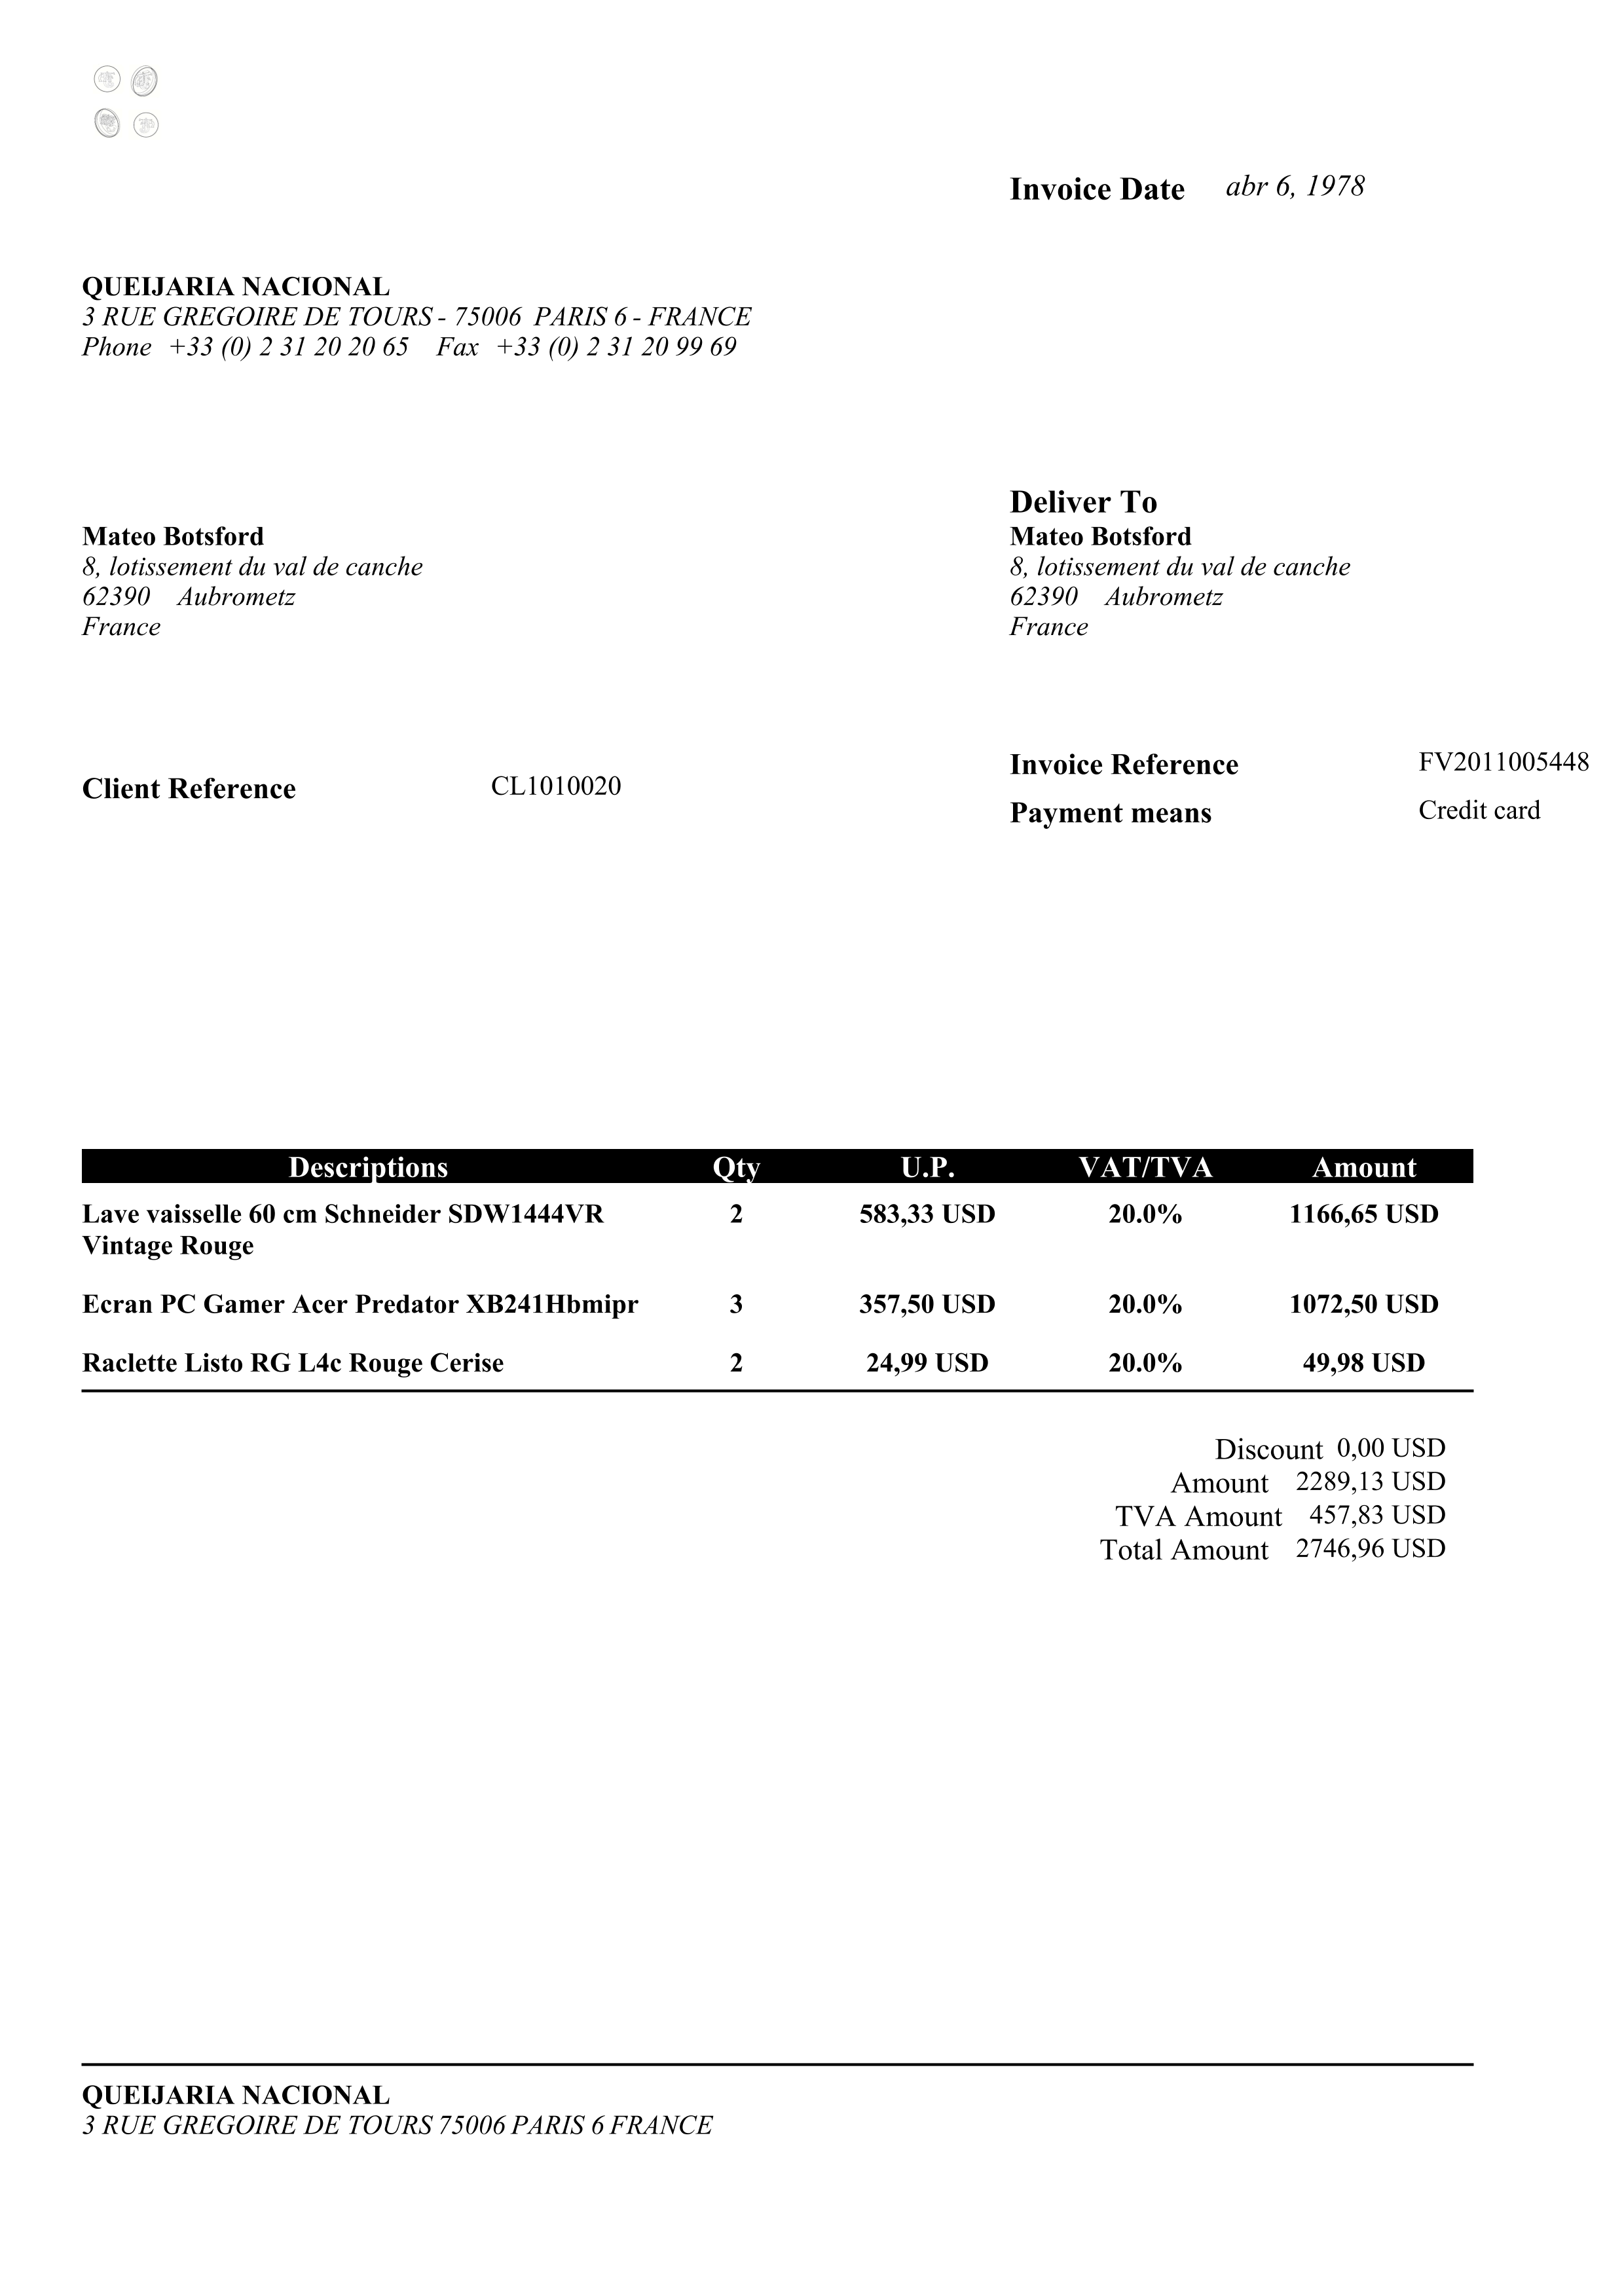 Invoice Date abr 6, 1978
QUEIJARIA NACIONAL
3 RUE GREGOIRE DE TOURS - 75006 PARIS 6 - FRANCE
Phone +33 (0) 2 31 20 20 65 Fax +33 (0) 2 31 20 99 69
Mateo Botsford
8, lotissement du val de canche
62390 Aubrometz
France
Deliver To
Mateo Botsford
8, lotissement du val de canche
62390 Aubrometz
France
Client Reference CL1010020
Invoice Reference FV2011005448
Payment means Credit card
Descriptions Qty U.P. VAT/TVA Amount
Lave vaisselle 60 cm Schneider SDW1444VR 2 583,33 USD 20.0% 1166,65 USD
Vintage Rouge
Ecran PC Gamer Acer Predator XB241Hbmipr 3 357,50 USD 20.0% 1072,50 USD
Raclette Listo RG L4c Rouge Cerise 2 24,99 USD 20.0% 49,98 USD
Discount 0,00 USD
Amount 2289,13 USD
TVA Amount 457,83 USD
Total Amount 2746,96 USD
QUEIJARIA NACIONAL
3 RUE GREGOIRE DE TOURS 75006 PARIS 6 FRANCE